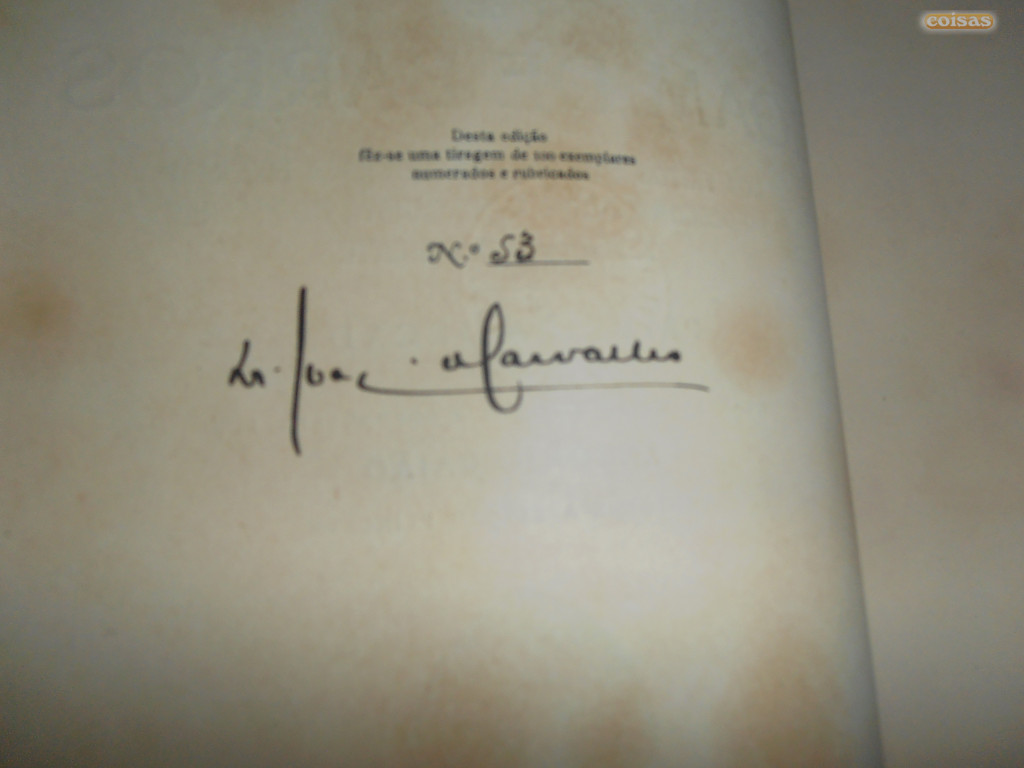 coisas
Desta edição
fêz-se uma tiragem de 100 exemplares
numerados e rubricados
N.º 53